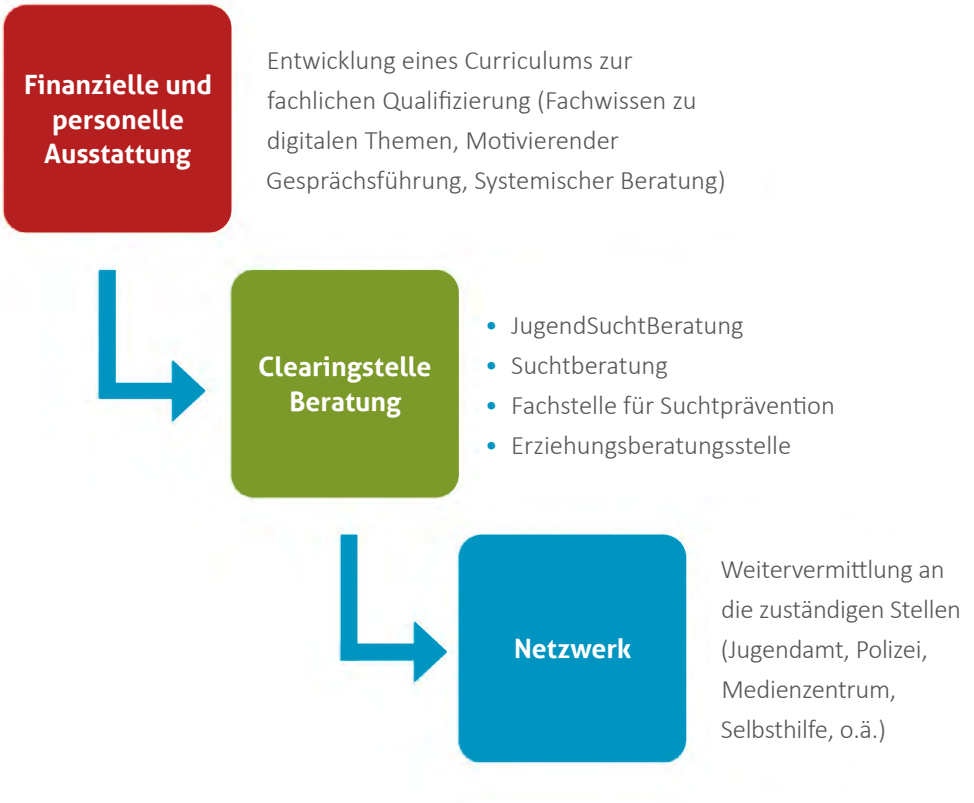 Finanzielle und
personelle
Ausstattung
Entwicklung eines Curriculums zur
fachlichen Qualifizierung (Fachwissen zu
digitalen Themen, Motivierender
Gesprächsführung, Systemischer Beratung)
Clearingstelle
Beratung
• JugendSuchtBeratung
• Suchtberatung
• Fachstelle für Suchtprävention
• Erziehungsberatungsstelle
Netzwerk
Weitervermittlung an
die zuständigen Stellen
(Jugendamt, Polizei,
Medienzentrum,
Selbsthilfe, o.ä.)